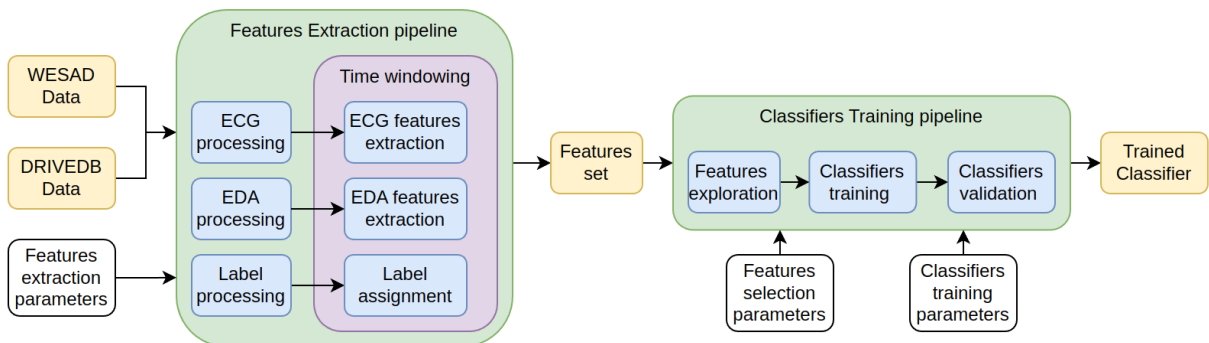 Features Extraction pipeline
WESAD
Data
DRIVEDB
Data
Features
extraction
parameters
Time windowing
ECG
processing
ECG features
extraction
EDA
processing
EDA features
extraction
Label
processing
Label
assignment
Features
set
Classifiers Training pipeline
Features
exploration
Classifiers
training
Classifiers
validation
Features
selection
parameters
Classifiers
training
parameters
Trained
Classifier